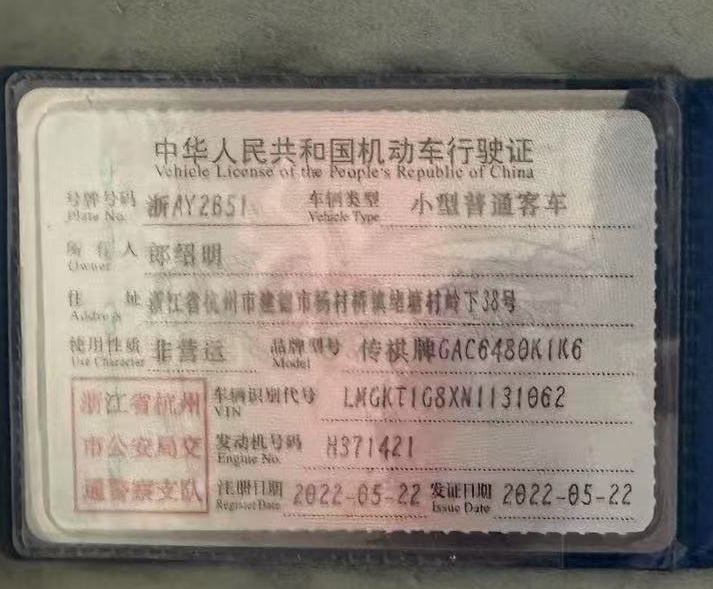 中华人民共和国机动车行驶证
Vehicle License of the People's Republic of China
号牌号码 浙AY2B51 车辆类型 小型普通客车
Plate No. Vehicle Type
所有人 郎绍明
Owner
住址 浙江省杭州市建德市杨村桥镇绪塘村岭下38号
Address
使用性质 非营运 品牌型号 传祺牌GAC6480K1K6
Use Character Model
浙江省杭州 车辆识别代号 LMGKT1G8XN1131062
VIN
市公安局交 发动机号码 H371421
Engine No.
通警察支队 注册日期 2022-05-22 发证日期 2022-05-22
Register Date Issue Date